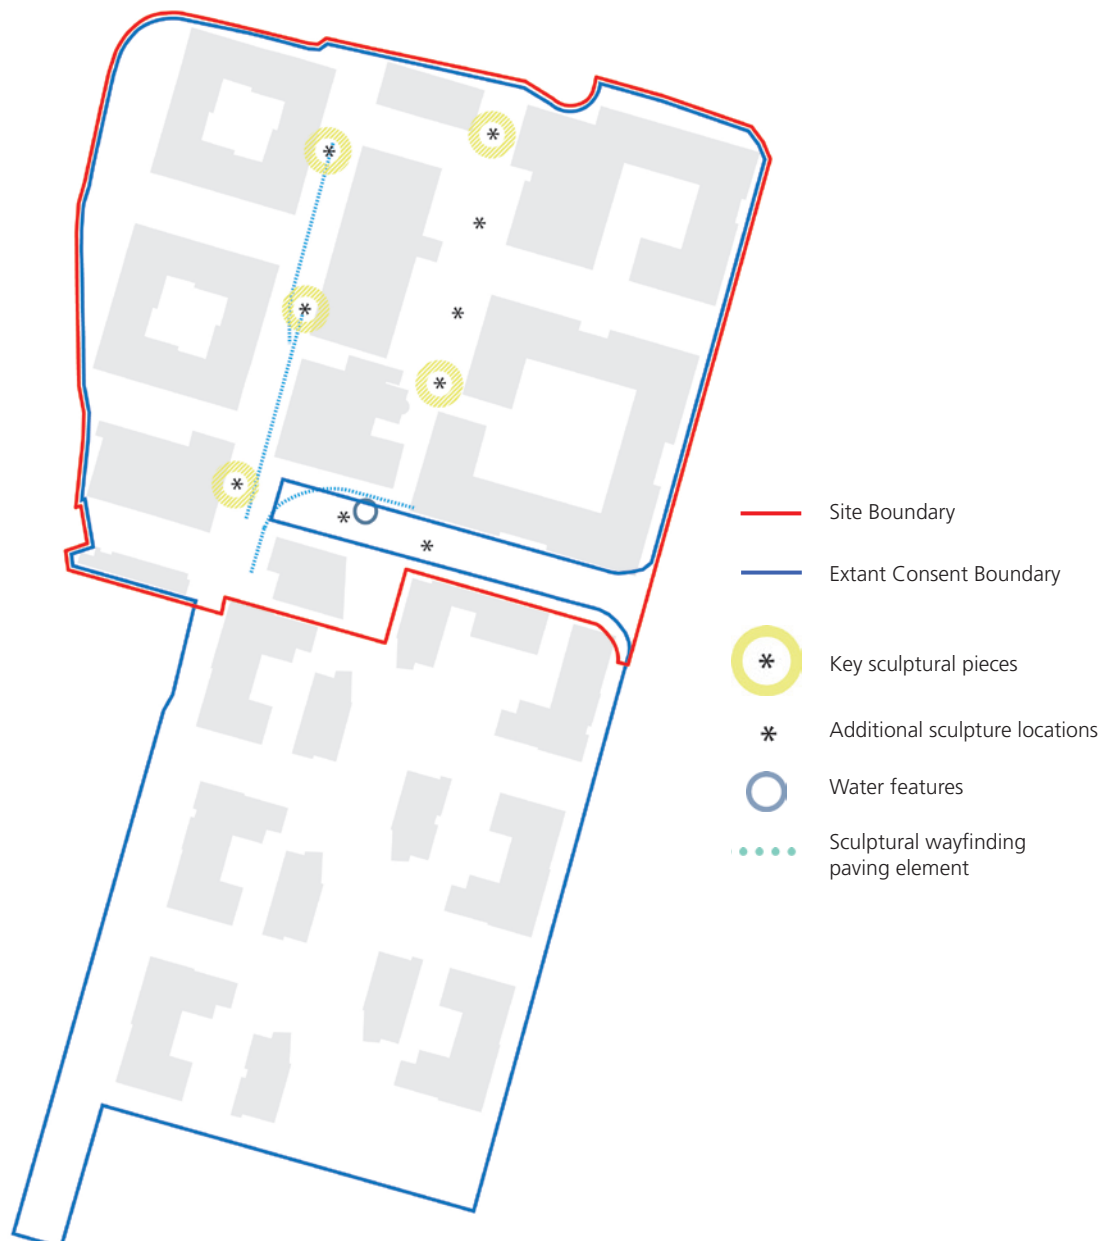 Site Boundary
Extant Consent Boundary
Key sculptural pieces
Additional sculpture locations
Water features
Sculptural wayfinding
paving element